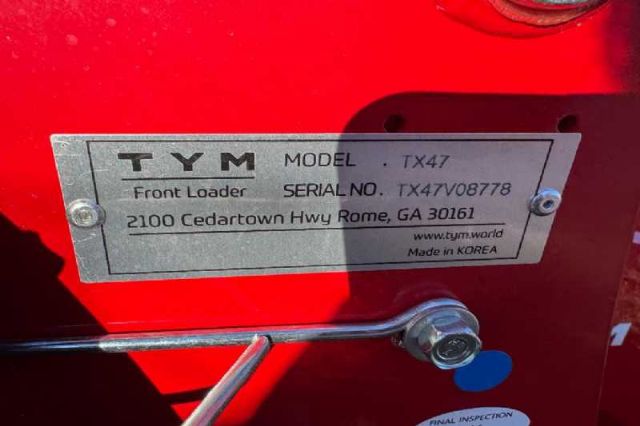 TYM MODEL . TX47
Front Loader SERIAL NO. TX47V08778
2100 Cedartown Hwy Rome, GA 30161
www.tym.world
Made in KOREA
FINAL INSPECTION